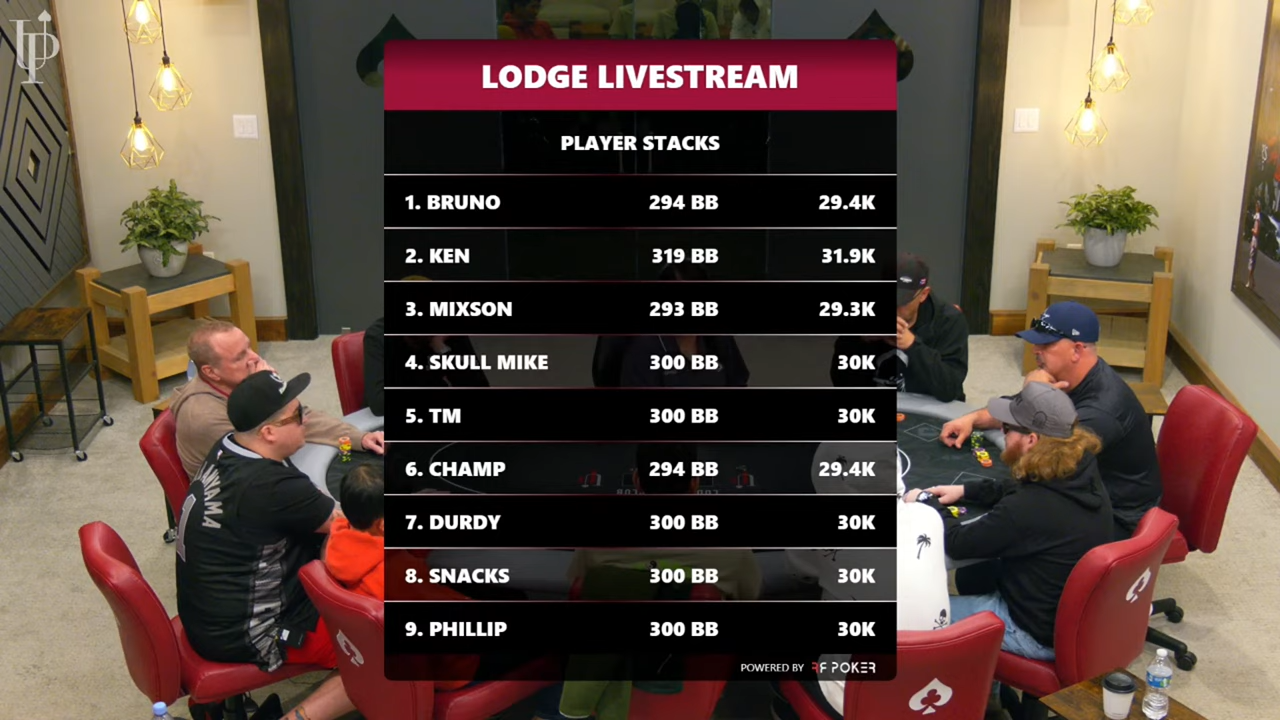 UP
LODGE LIVESTREAM
PLAYER STACKS
1. BRUNO 294 BB 29.4K
2. KEN 319 BB 31.9K
3. MIXSON 293 BB 29.3K
4. SKULL MIKE 300 BB 30K
5. TM 300 BB 30K
6. CHAMP 294 BB 29.4K
7. DURDY 300 BB 30K
8. SNACKS 300 BB 30K
9. PHILLIP 300 BB 30K
POWERED BY RF POKER